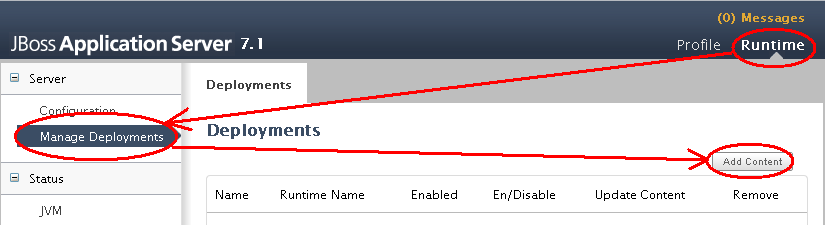 (0) Messages
JBoss Application Server 7.1
Profile Runtime
Server
Configuration
Manage Deployments
Status
JVM
Deployments
Deployments
Add Content
Name Runtime Name Enabled En/Disable Update Content Remove